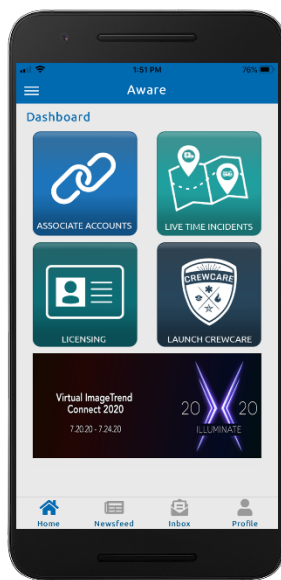 1:51 PM
76%
Aware
Dashboard
ASSOCIATE ACCOUNTS
LIVE TIME INCIDENTS
LICENSING
CREWCARE
LAUNCH CREWCARE
Virtual ImageTrend
Connect 2020
7.20.20 - 7.24.20
20 X 20
ILLUMINATE
Home
Newsfeed
Inbox
Profile